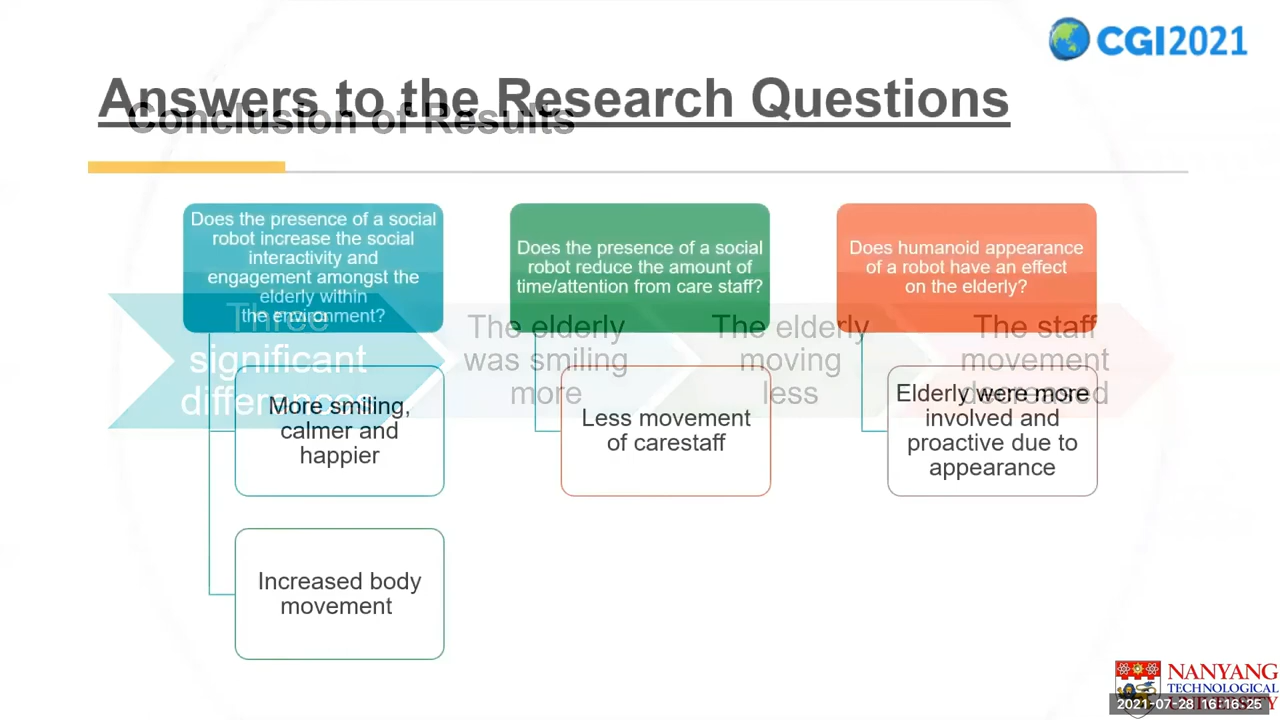 CGI2021
Answers to the Research Questions
Conclusion of Results
Does the presence of a social
robot increase the social
interactivity and
engagement amongst the
elderly within
the environment?
Does the presence of a social
robot reduce the amount of
time/attention from care staff?
Does humanoid appearance
of a robot have an effect
on the elderly?
Three
significant
differences
The elderly
was smiling
more
The elderly
moving
less
The staff
movement
decreased
More smiling,
calmer and
happier
Less movement
of carestaff
Elderly were more
involved and
proactive due to
appearance
Increased body
movement
NANYANG
TECHNOLOGICAL
UNIVERSITY
2021-07-28 16:16:25